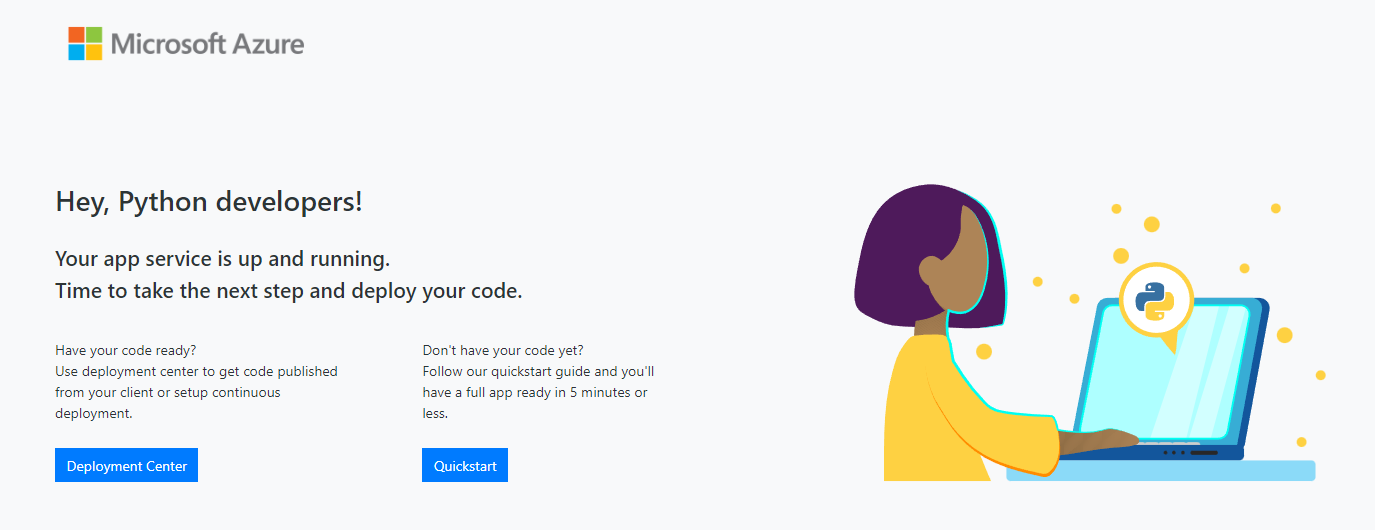 Microsoft Azure
Hey, Python developers!
Your app service is up and running.
Time to take the next step and deploy your code.
Have your code ready?
Use deployment center to get code published
from your client or setup continuous
deployment.
Deployment Center
Don't have your code yet?
Follow our quickstart guide and you'll
have a full app ready in 5 minutes or
less.
Quickstart